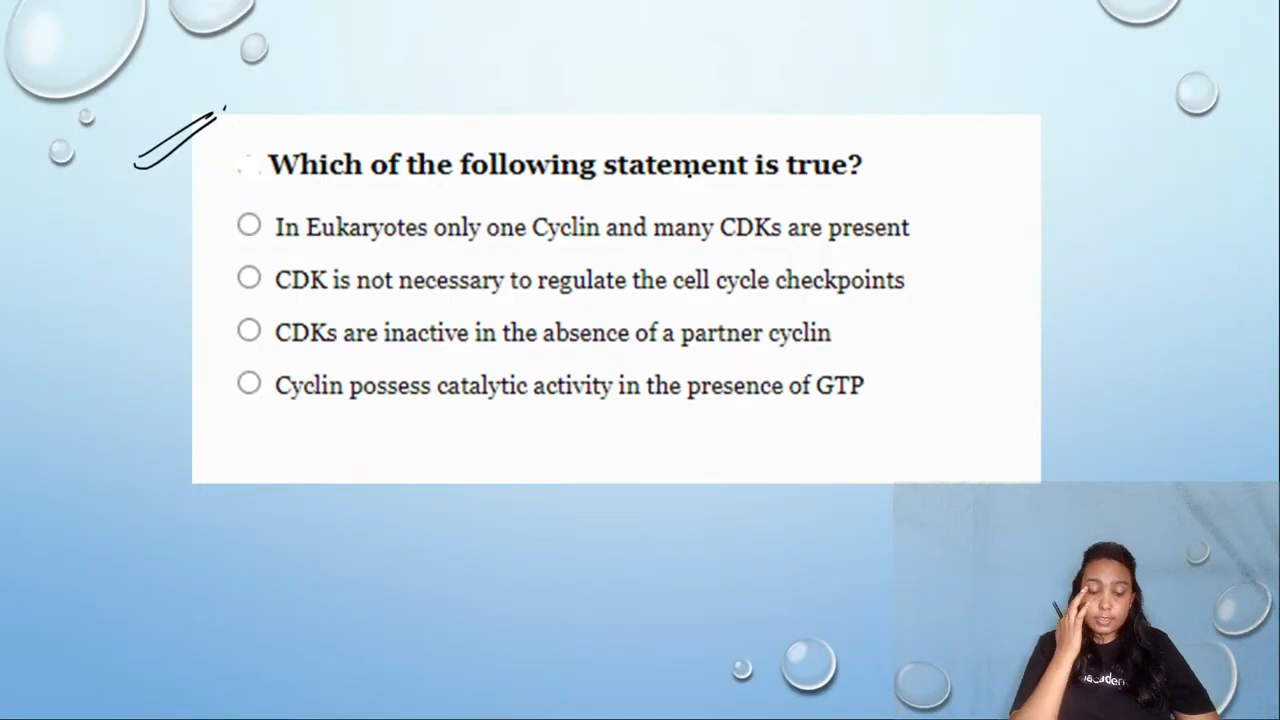 Which of the following statement is true?
In Eukaryotes only one Cyclin and many CDKs are present
CDK is not necessary to regulate the cell cycle checkpoints
CDKs are inactive in the absence of a partner cyclin
Cyclin possess catalytic activity in the presence of GTP